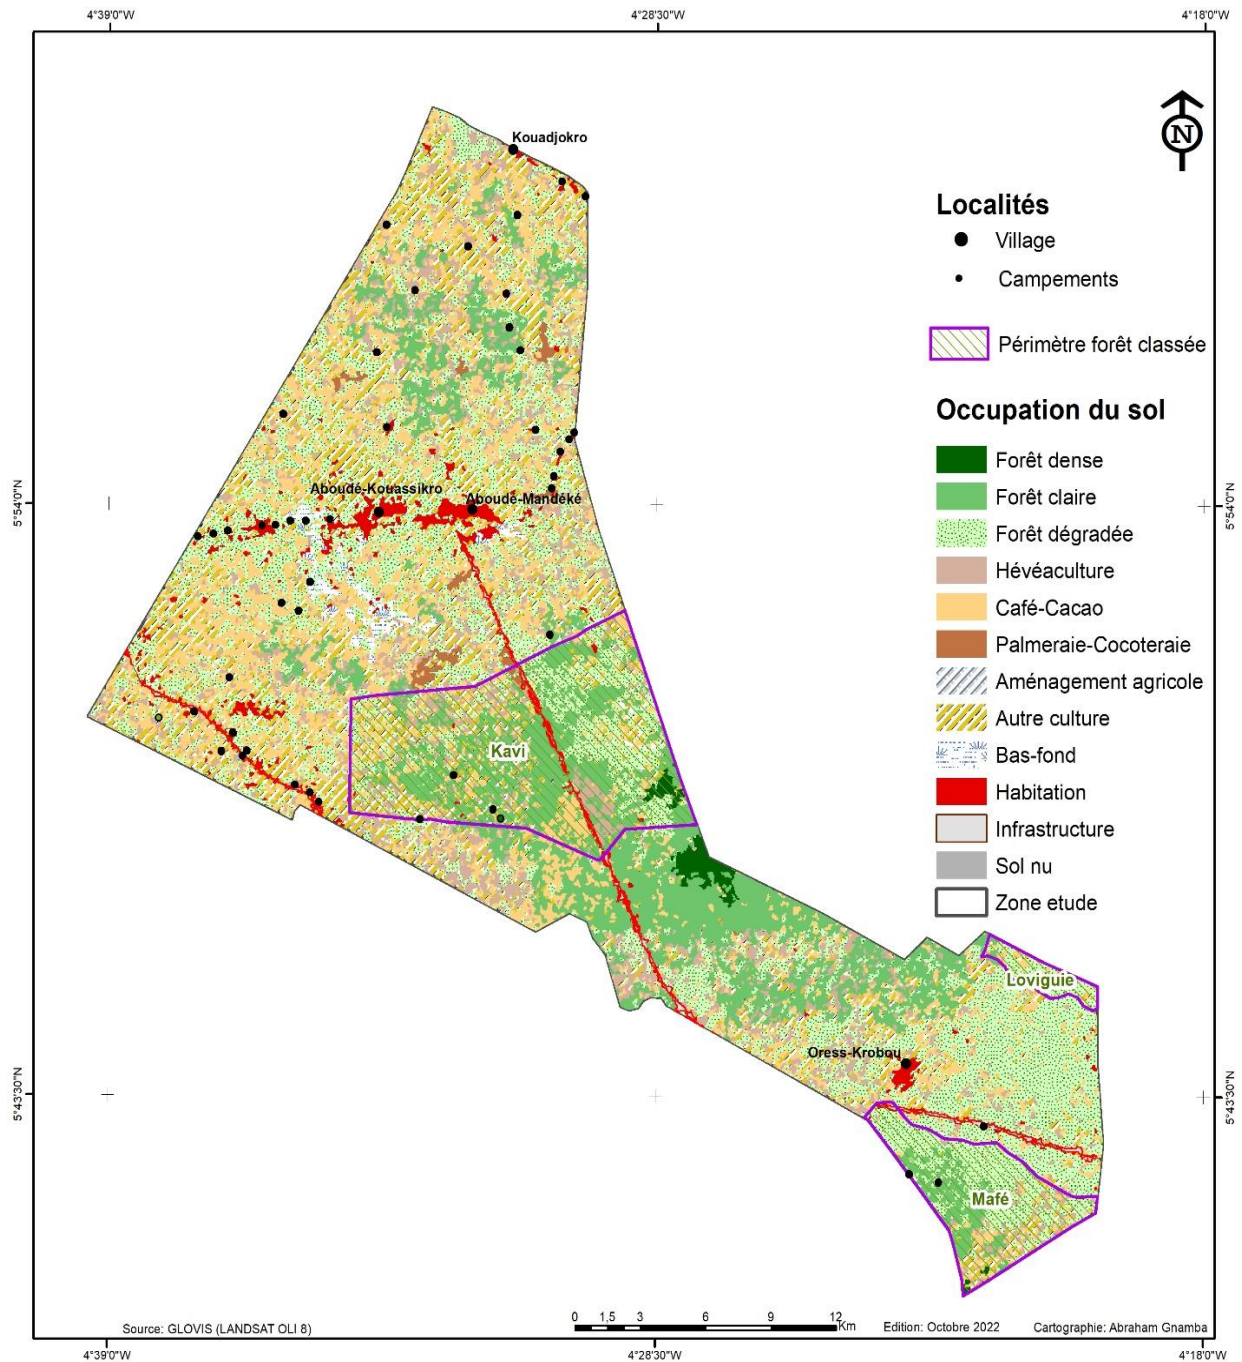 4°39'0"W
4°28'30"W
4°18'0"W
N
Kouadjokro
Localités
Village
Campements
Périmètre forêt classée
Occupation du sol
Forêt dense
Forêt claire
Forêt dégradée
Hévéaculture
Café-Cacao
Palmeraie-Cocoteraie
Aménagement agricole
Autre culture
Bas-fond
Habitation
Infrastructure
Sol nu
Zone etude
Aboudé-Kouassikro
Aboudé-Mandéké
5°54'0"N
5°54'0"N
Kavi
Loviguie
Oress-Krobou
5°43'30"N
5°43'30"N
Mafé
0 1,5 3 6 9 12
Km
Source: GLOVIS (LANDSAT OLI 8)
Edition: Octobre 2022
Cartographie: Abraham Gnamba
4°39'0"W
4°28'30"W
4°18'0"W